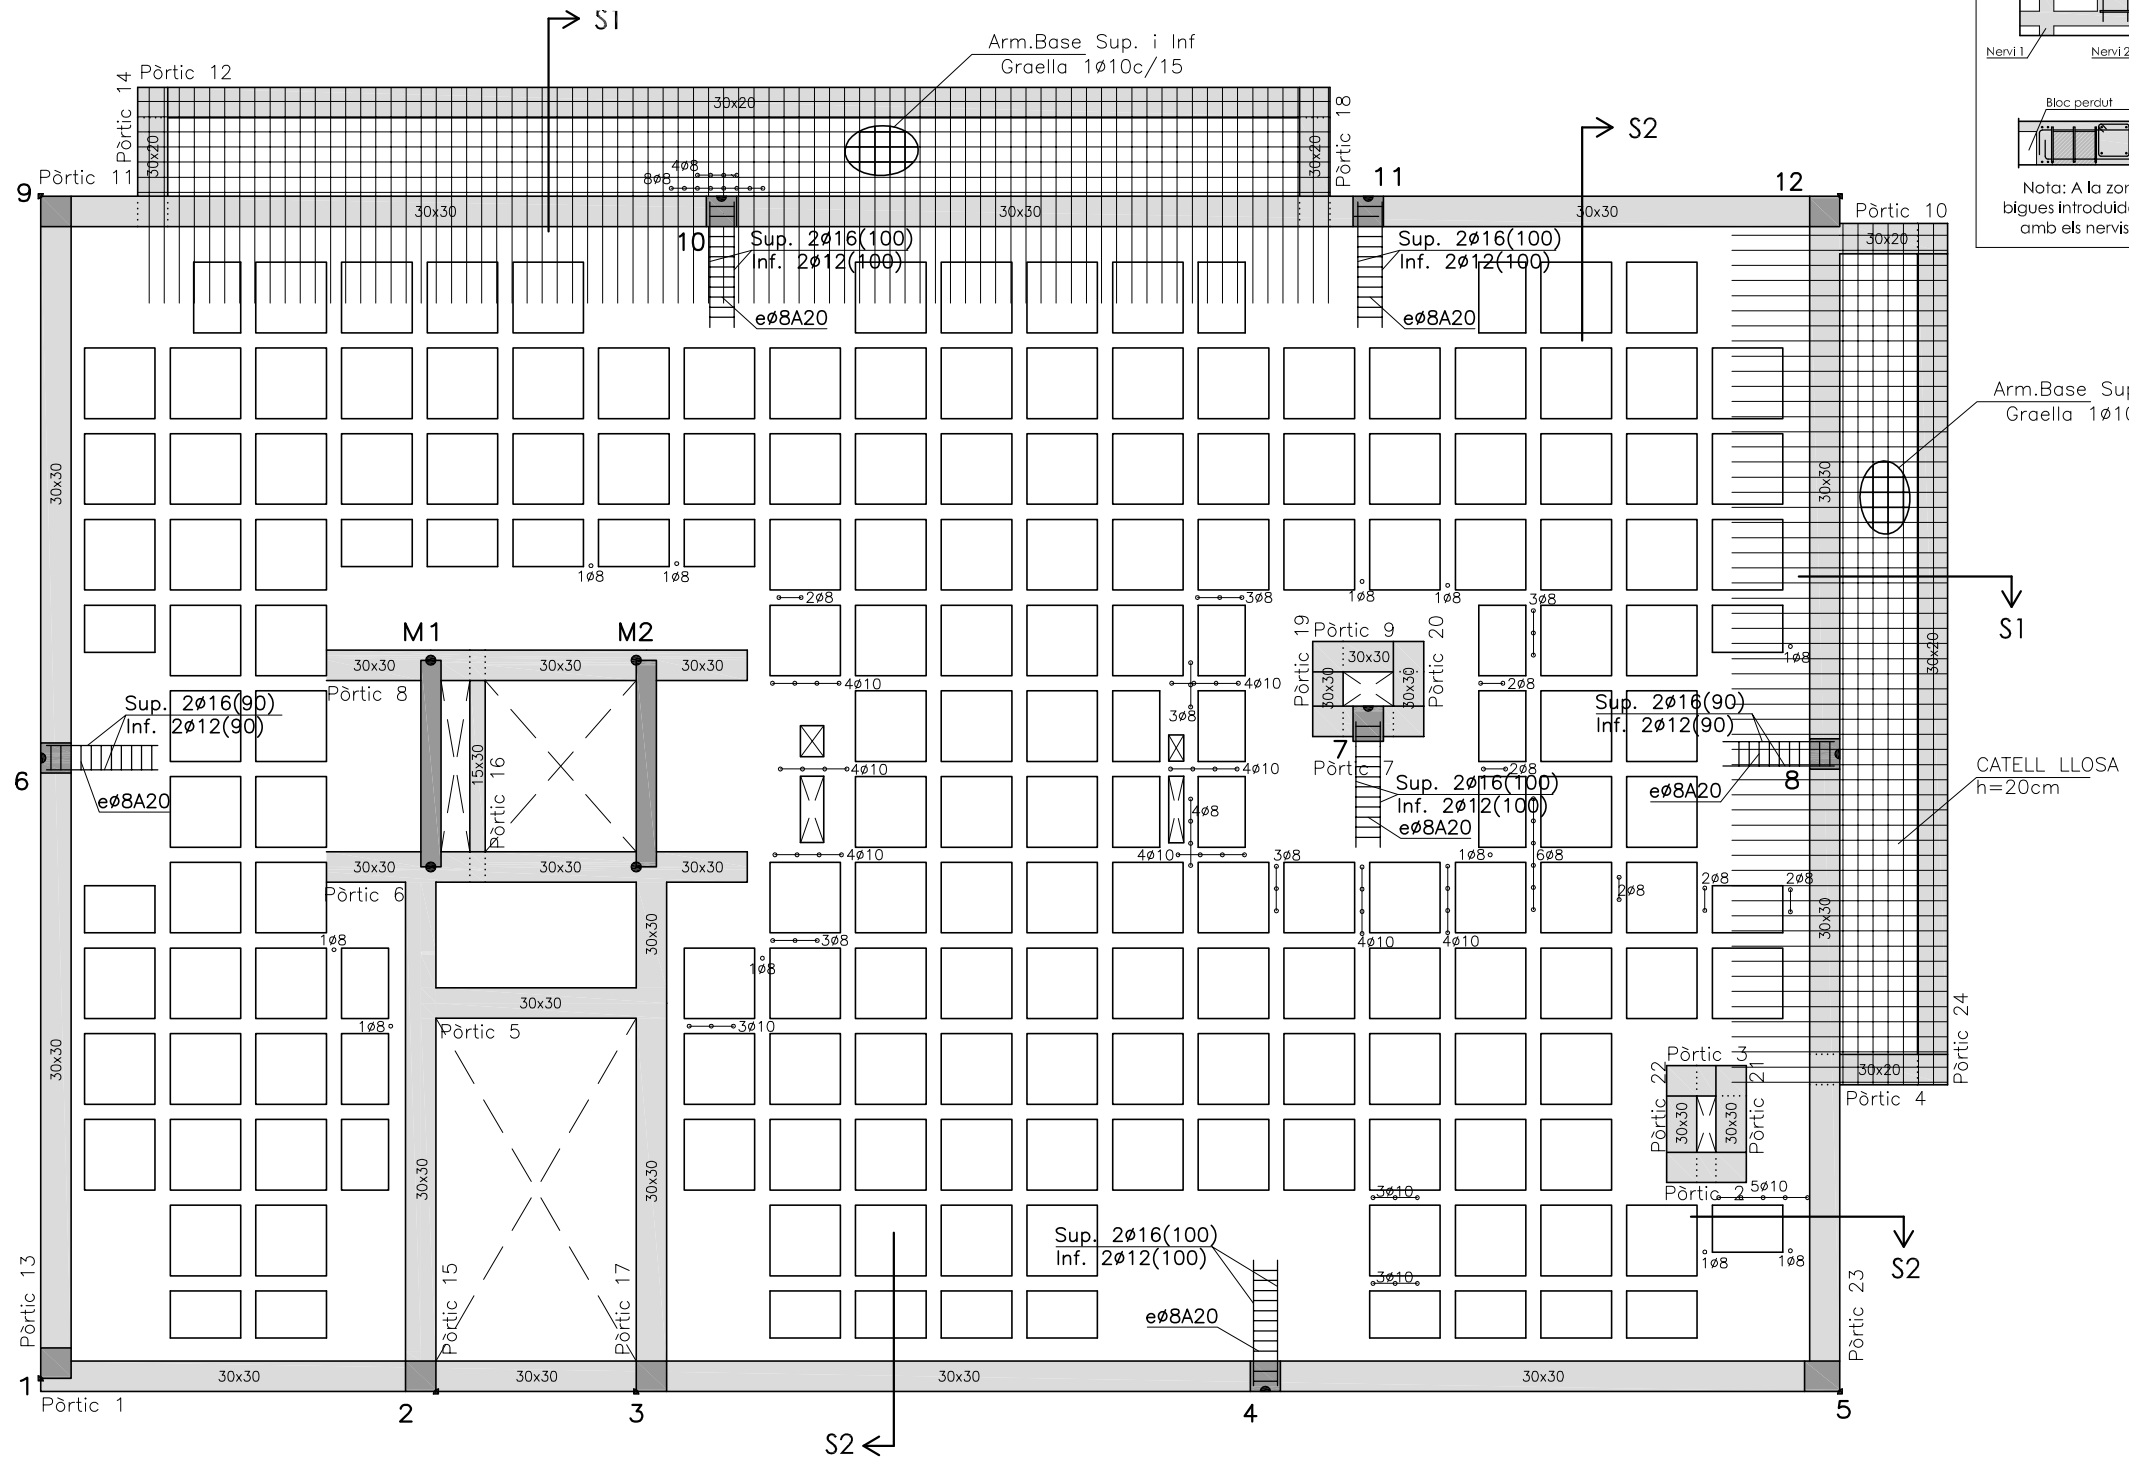 S1
Arm.Base Sup. i Inf
Graella 1ø10c/15
Nervi 1
Nervi 2
Pòrtic 12
Pòrtic 14
30x20
Pòrtic 18
S2
Bloc perdut
30x20
30x20
4ø8
8ø8
Pòrtic 11
9
11
12
Nota: A la
bigues
amb els nervis
Pòrtic 10
30x30
30x30
30x30
30x20
10
Sup. 2ø16(100)
Inf. 2ø12(100)
eø8A20
Sup. 2ø16(100)
Inf. 2ø12(100)
eø8A20
Arm.Base
Graella
30x30
30x30
1ø8
1ø8
2ø8
3ø8
1ø8
1ø8
3ø8
S1
M1
M2
Pòrtic 19
Pòrtic 9
Pòrtic 20
30x20
1ø8
30x30
30x30
30x30
30x30
30x30
30x30
Pòrtic 8
4ø10
4ø10
2ø8
Sup. 2ø16(90)
Inf. 2ø12(90)
3ø8
Sup. 2ø16(90)
Inf. 2ø12(90)
15x30
Pòrtic 16
7
Pòrtic 7
4ø10
4ø10
2ø8
6
8
CATELL LLOSA
h=20cm
eø8A20
4ø8
Sup. 2ø16(100)
Inf. 2ø12(100)
eø8A20
eø8A20
30x30
30x30
30x30
4ø10
4ø10
3ø8
1ø8
6ø8
Pòrtic 6
2ø8
2ø8
2ø8
30x30
30x30
1ø8
3ø8
4ø10
4ø10
1ø8
30x30
1ø8
3ø10
Pòrtic 5
30x30
Pòrtic 24
Pòrtic 3
Pòrtic 22
Pòrtic 21
30x20
Pòrtic 4
30x30
30x30
30x30
30x30
Pòrtic 2
5ø10
3ø10
Sup. 2ø16(100)
Inf. 2ø12(100)
1ø8
1ø8
S2
3ø10
eø8A20
Pòrtic 13
Pòrtic 15
Pòrtic 17
Pòrtic 23
1
30x30
30x30
30x30
30x30
Pòrtic 1
2
3
4
5
S2